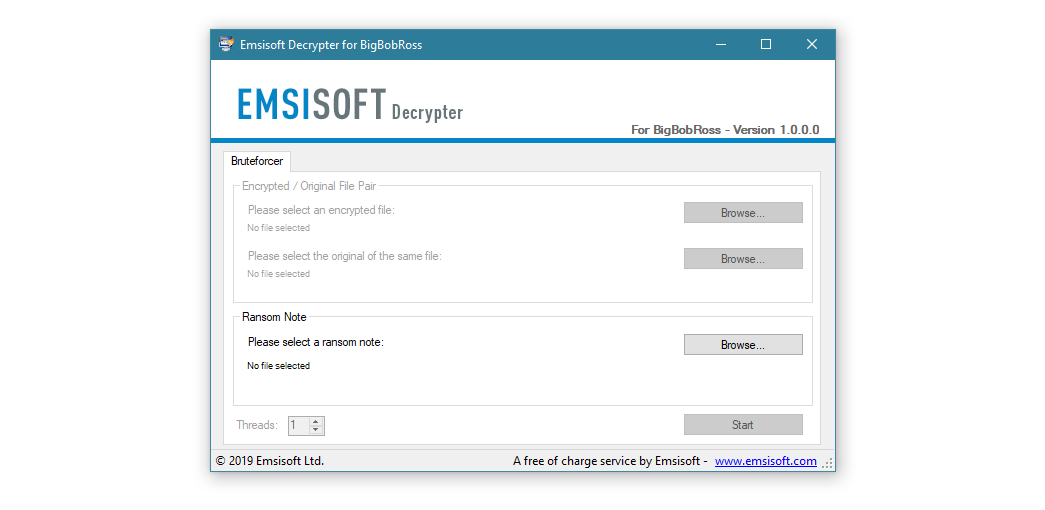 Emsisoft Decrypter for BigBobRoss
EMSISOFT Decrypter
For BigBobRoss - Version 1.0.0.0
Bruteforcer
Encrypted / Original File Pair
Please select an encrypted file:
Browse...
No file selected
Please select the original of the same file:
Browse...
No file selected
Ransom Note
Please select a ransom note:
Browse...
No file selected
Threads: 1 Start
© 2019 Emsisoft Ltd. A free of charge service by Emsisoft - www.emsisoft.com